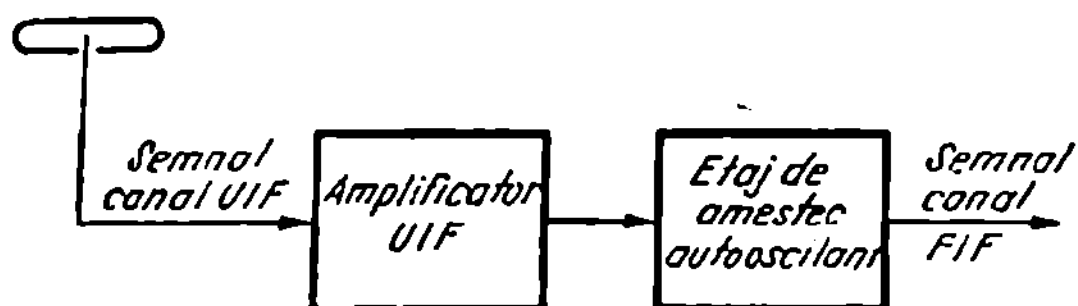 Semnal
canal UIF
Amplificator
UIF
Etaj de
amestec
autooscilant
Semnal
canal
FIF